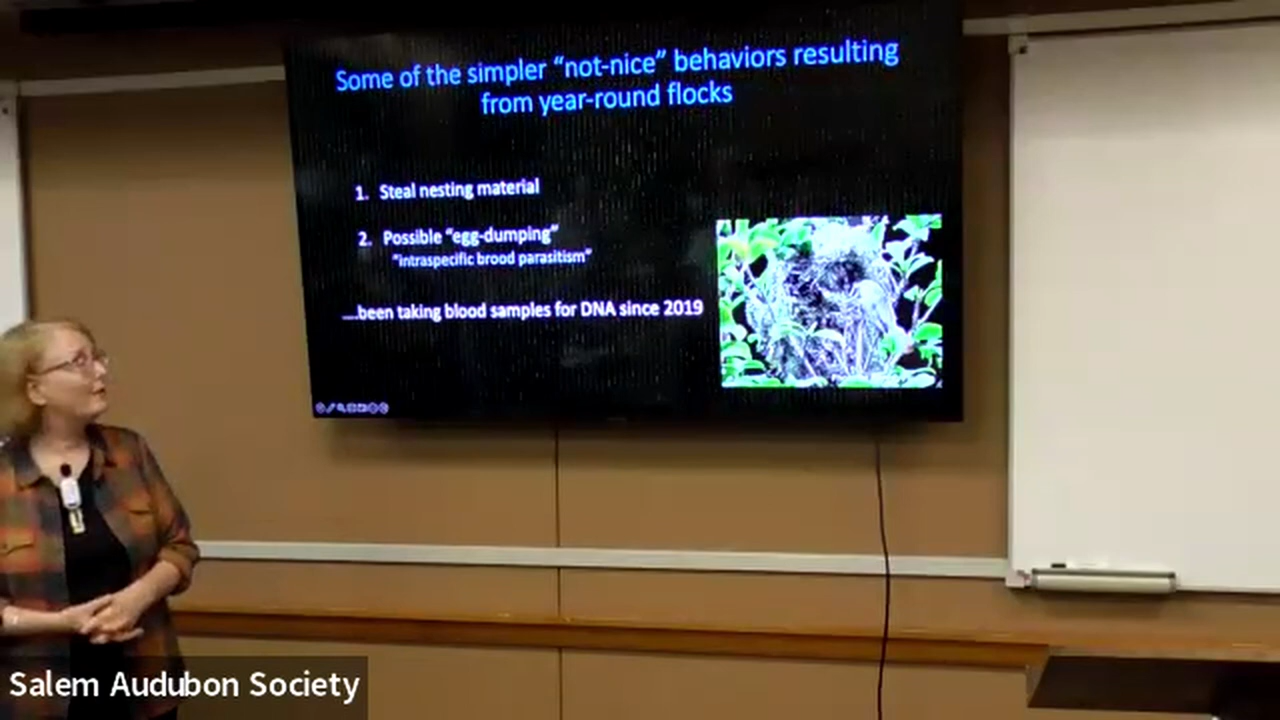 Some of the simpler “not-nice” behaviors resulting
from year-round flocks
1. Steal nesting material
2. Possible “egg-dumping”
“intraspecific brood parasitism”
....been taking blood samples for DNA since 2019
Salem Audubon Society